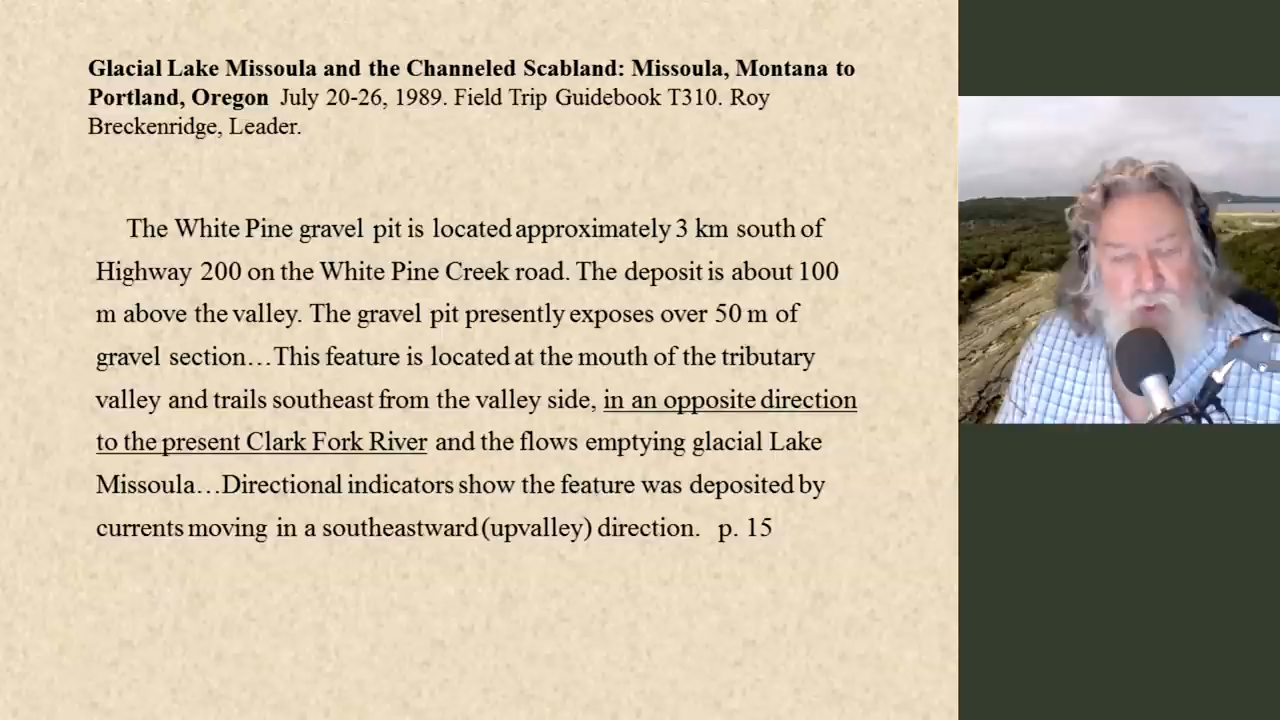 Glacial Lake Missoula and the Channeled Scabland: Missoula, Montana to
Portland, Oregon July 20-26, 1989. Field Trip Guidebook T310. Roy
Breckenridge, Leader.
The White Pine gravel pit is located approximately 3 km south of
Highway 200 on the White Pine Creek road. The deposit is about 100
m above the valley. The gravel pit presently exposes over 50 m of
gravel section…This feature is located at the mouth of the tributary
valley and trails southeast from the valley side, in an opposite direction
to the present Clark Fork River and the flows emptying glacial Lake
Missoula…Directional indicators show the feature was deposited by
currents moving in a southeastward (upvalley) direction. p. 15